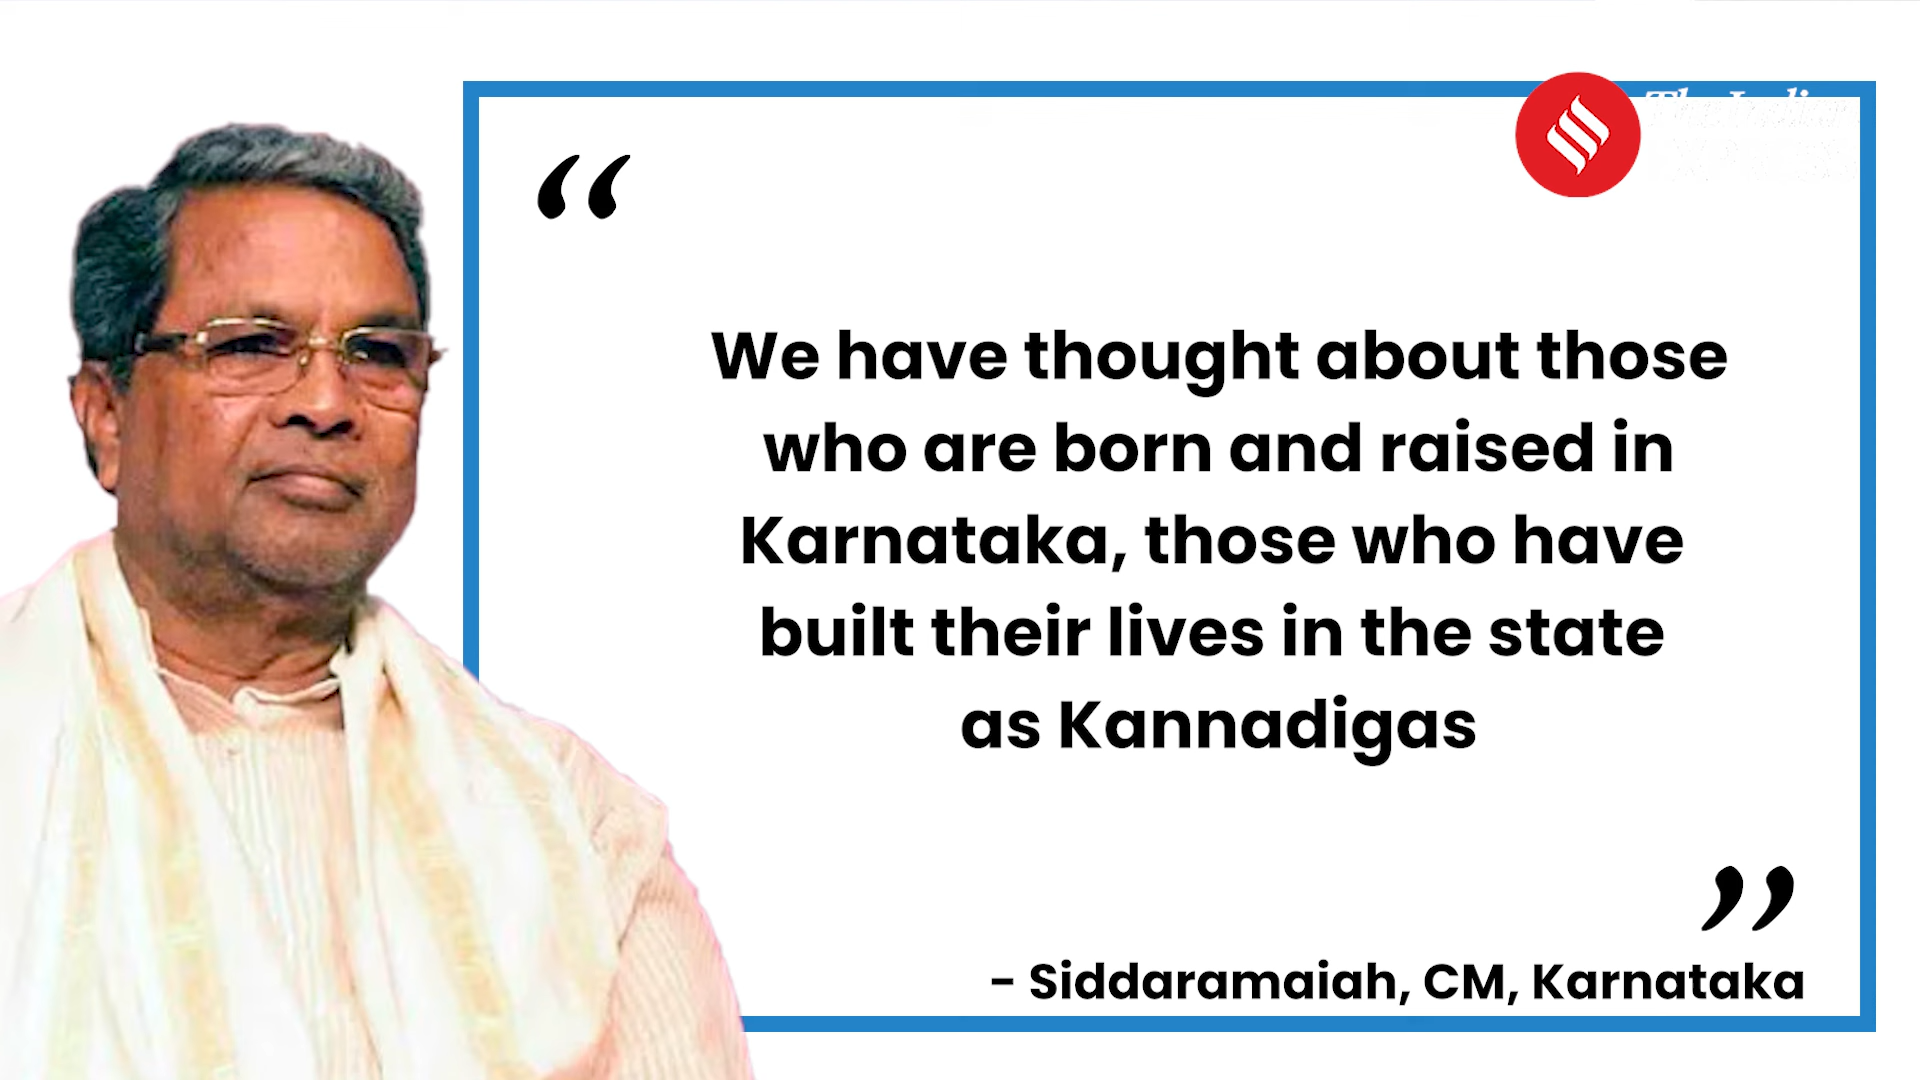 “
We have thought about those
who are born and raised in
Karnataka, those who have
built their lives in the state
as Kannadigas
”
- Siddaramaiah, CM, Karnataka